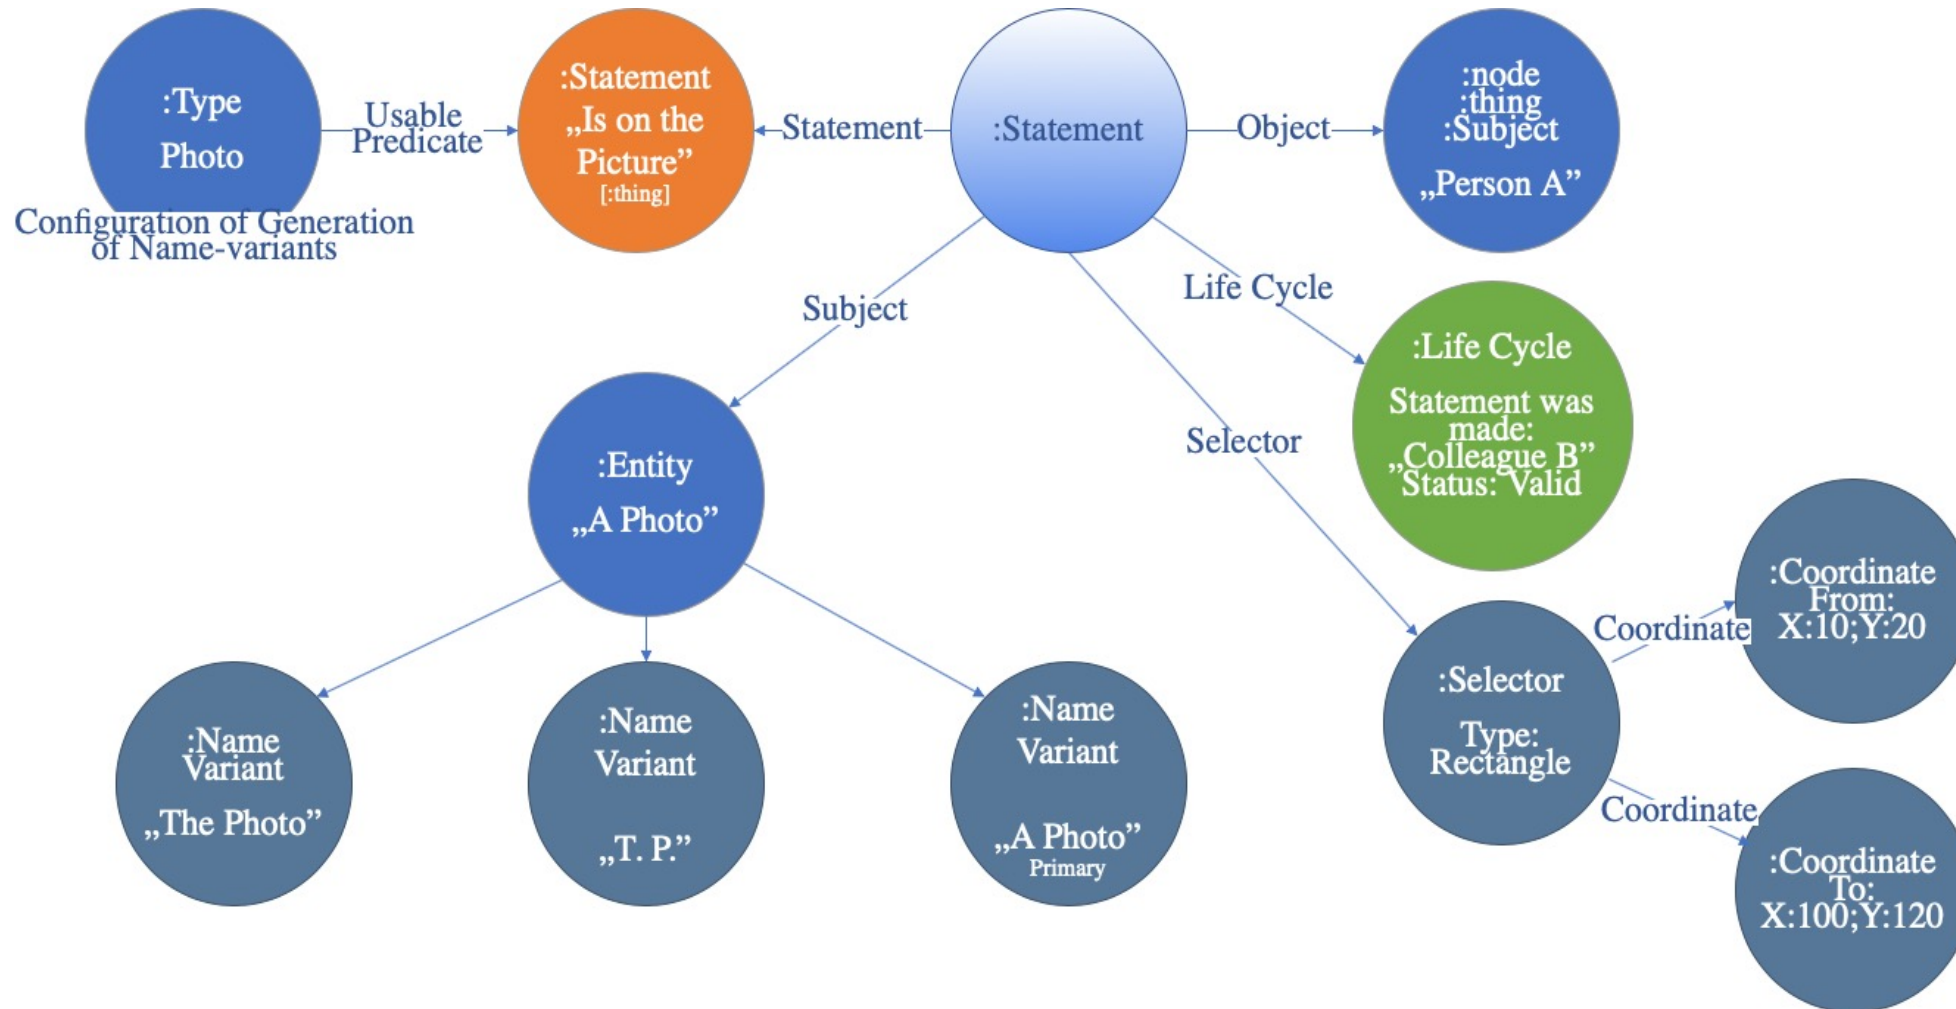 :Type
Photo
Configuration of Generation
of Name-variants
Usable
Predicate
:Statement
„Is on the
Picture”
[:thing]
Statement
:Statement
Object
:node
:thing
:Subject
„Person A”
Subject
Life Cycle
:Life Cycle
Statement was
made:
„Colleague B”
Status: Valid
Selector
:Entity
„A Photo”
:Name
Variant
„The Photo”
:Name
Variant
„T. P.”
:Name
Variant
„A Photo”
Primary
:Selector
Type:
Rectangle
Coordinate
:Coordinate
From:
X:10;Y:20
Coordinate
:Coordinate
To:
X:100;Y:120